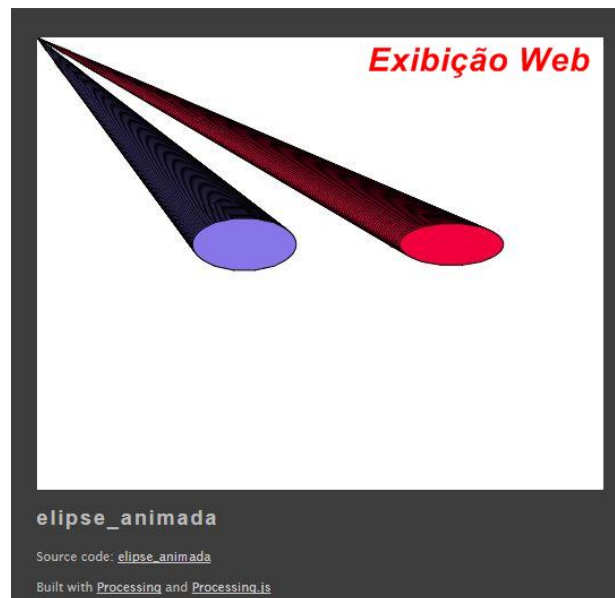 Exibição Web
elipse_animada
Source code: elipse_animada
Built with Processing and Processing.js